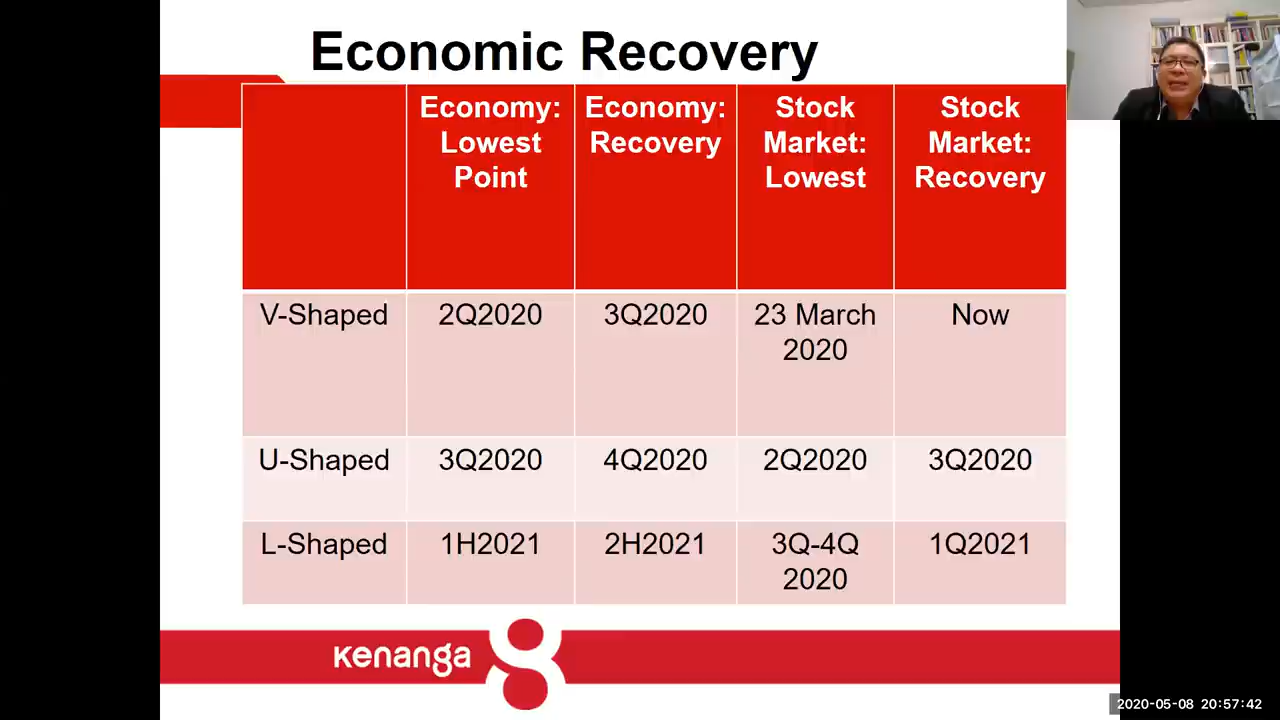 Economic Recovery
Economy: Lowest Point
Economy: Recovery
Stock Market: Lowest
Stock Market: Recovery
V-Shaped 2Q2020 3Q2020 23 March 2020 Now
U-Shaped 3Q2020 4Q2020 2Q2020 3Q2020
L-Shaped 1H2021 2H2021 3Q-4Q 2020 1Q2021
kenanga
2020-05-08 20:57:42